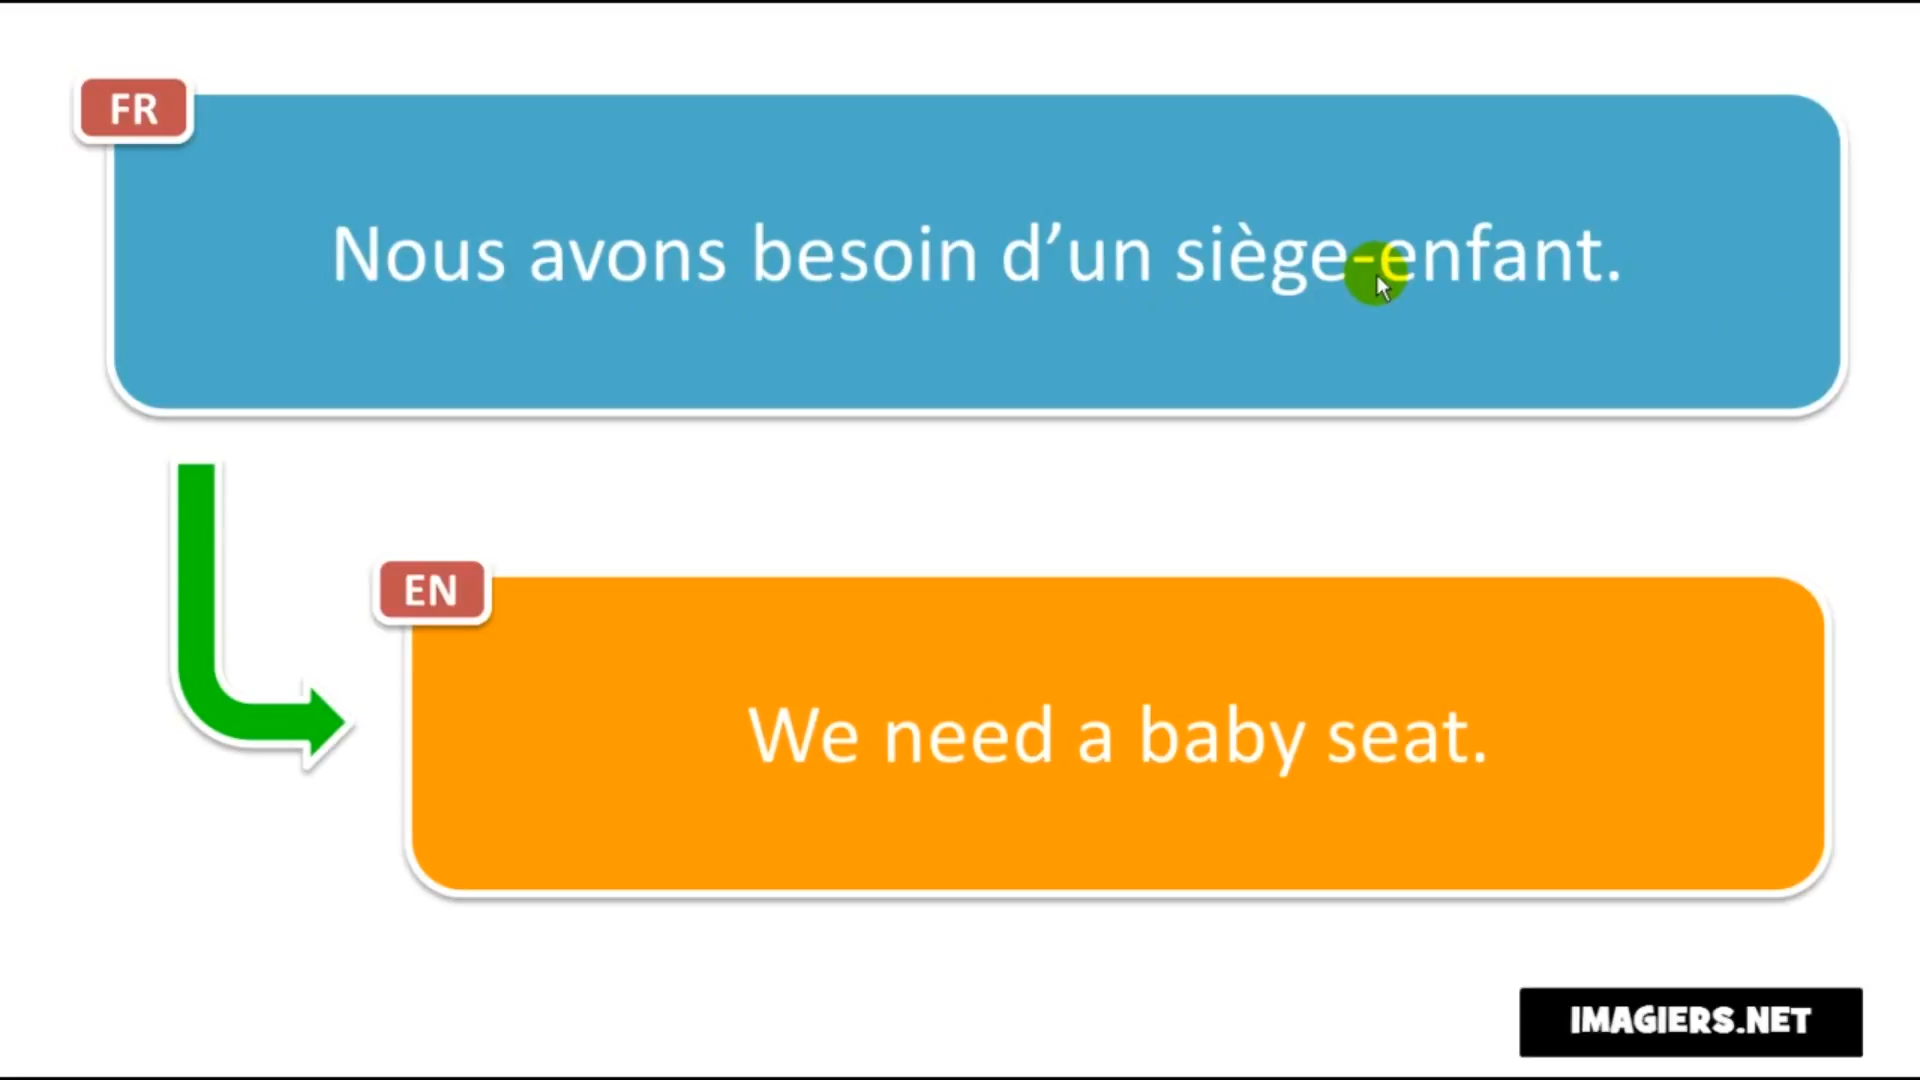 FR
Nous avons besoin d’un siège-enfant.
EN
We need a baby seat.
IMAGIERS.NET